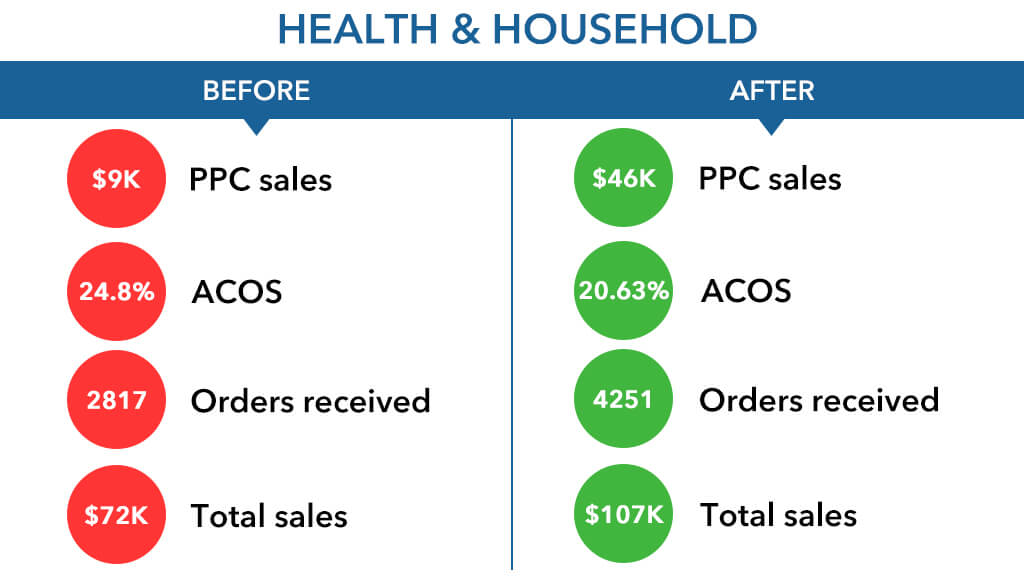 HEALTH & HOUSEHOLD
BEFORE
$9K PPC sales
24.8% ACOS
2817 Orders received
$72K Total sales
AFTER
$46K PPC sales
20.63% ACOS
4251 Orders received
$107K Total sales